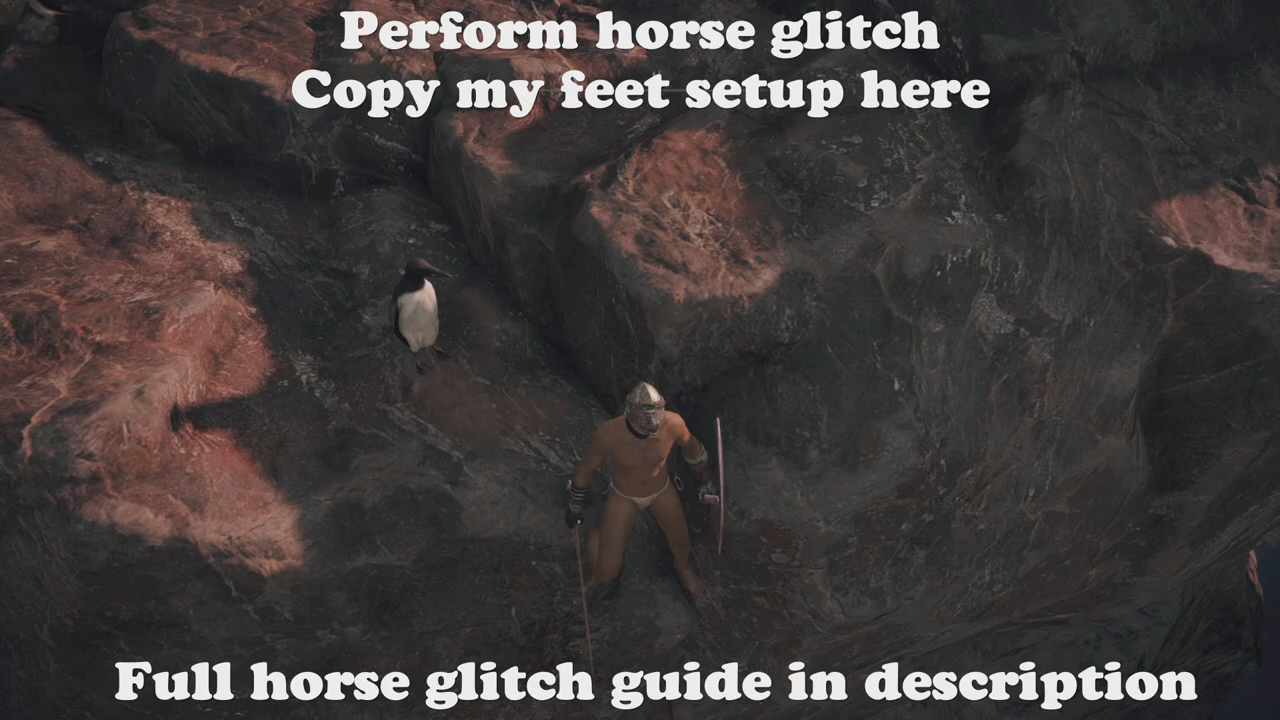 Perform horse glitch
Copy my feet setup here
Full horse glitch guide in description